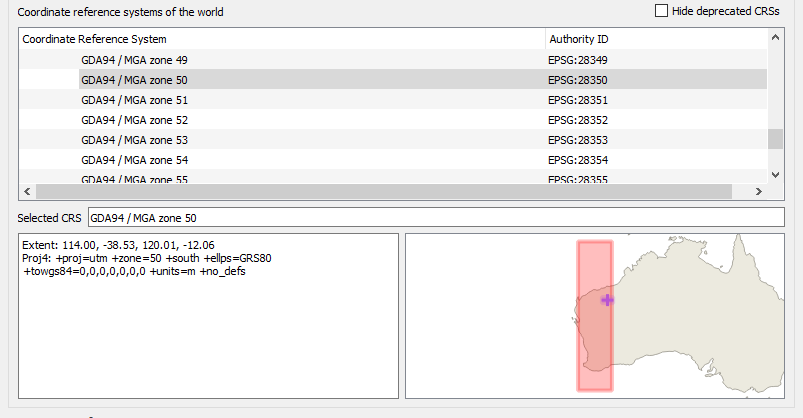 Coordinate reference systems of the world
Hide deprecated CRSs
Coordinate Reference System Authority ID
GDA94 / MGA zone 49 EPSG:28349
GDA94 / MGA zone 50 EPSG:28350
GDA94 / MGA zone 51 EPSG:28351
GDA94 / MGA zone 52 EPSG:28352
GDA94 / MGA zone 53 EPSG:28353
GDA94 / MGA zone 54 EPSG:28354
GDA94 / MGA zone 55 EPSG:28355
Selected CRS GDA94 / MGA zone 50
Extent: 114.00, -38.53, 120.01, -12.06
Proj4: +proj=utm +zone=50 +south +ellps=GRS80
+towgs84=0,0,0,0,0,0,0 +units=m +no_defs